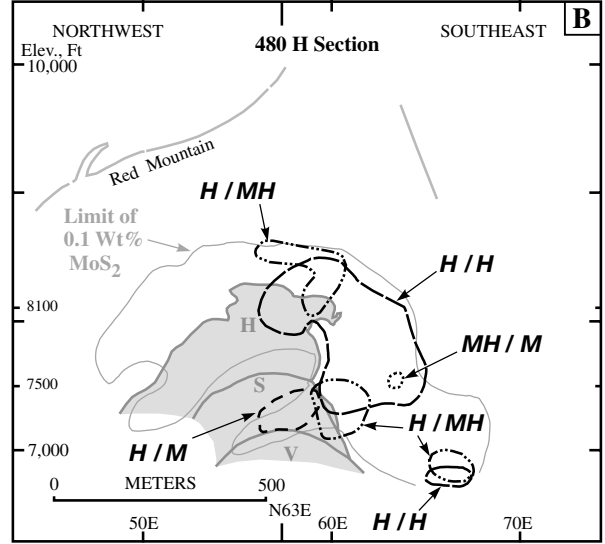 B
NORTHWEST
SOUTHEAST
Elev., Ft
480 H Section
10,000
Red Mountain
H / MH
Limit of
0.1 Wt%
MoS2
H / H
8100
H
MH / M
7500
S
H / MH
H / M
V
7,000
METERS
0
500
N63E
H / H
50E
60E
70E